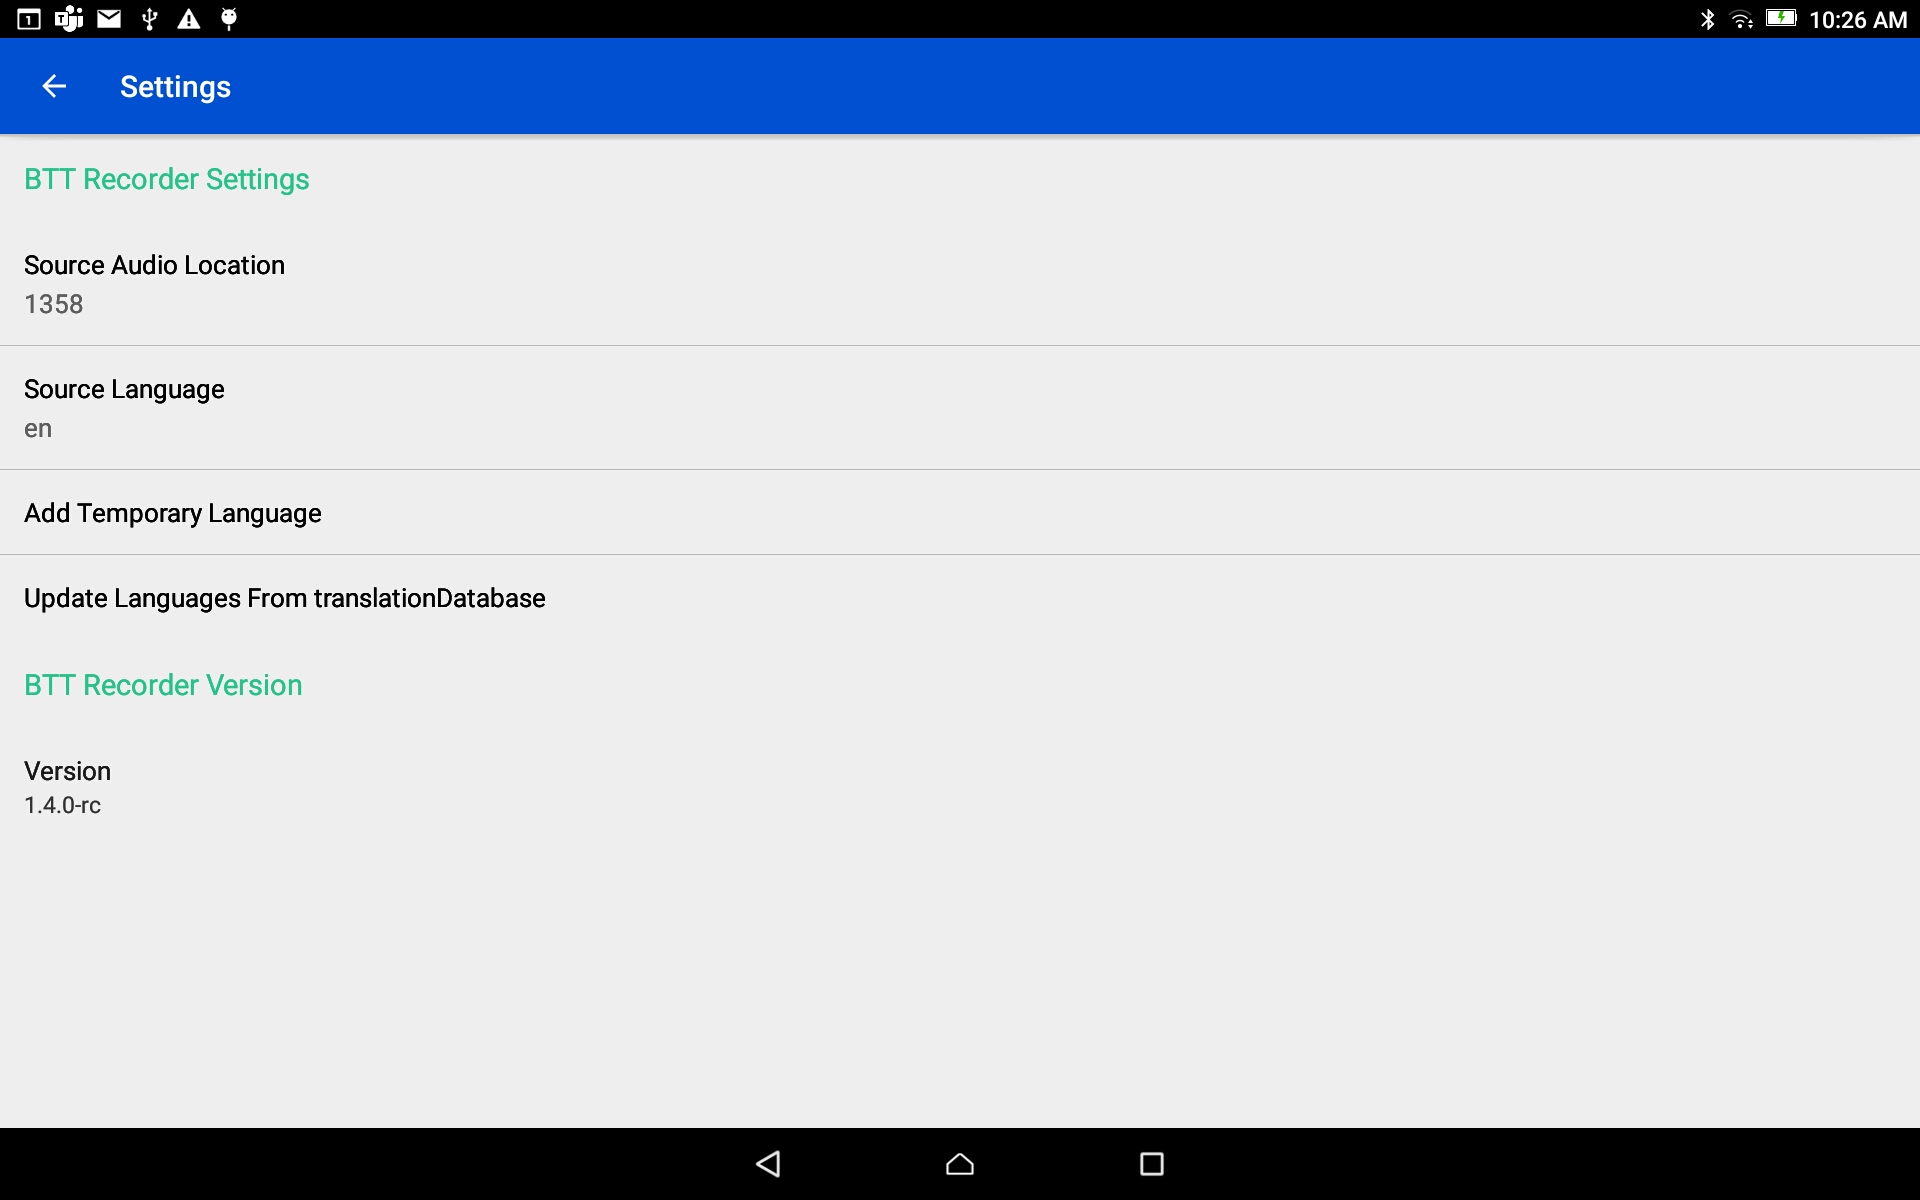 1
T
10:26 AM
Settings
BTT Recorder Settings
Source Audio Location
1358
Source Language
en
Add Temporary Language
Update Languages From translationDatabase
BTT Recorder Version
Version
1.4.0-rc